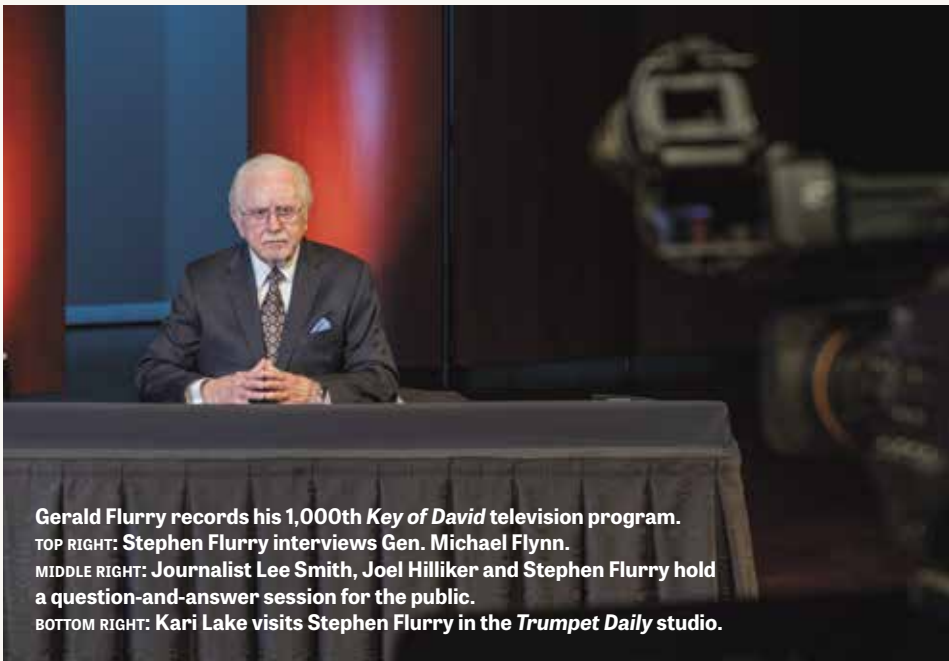 Gerald Flurry records his 1,000th Key of David television program.
TOP RIGHT: Stephen Flurry interviews Gen. Michael Flynn.
MIDDLE RIGHT: Journalist Lee Smith, Joel Hilliker and Stephen Flurry hold
a question-and-answer session for the public.
BOTTOM RIGHT: Kari Lake visits Stephen Flurry in the Trumpet Daily studio.